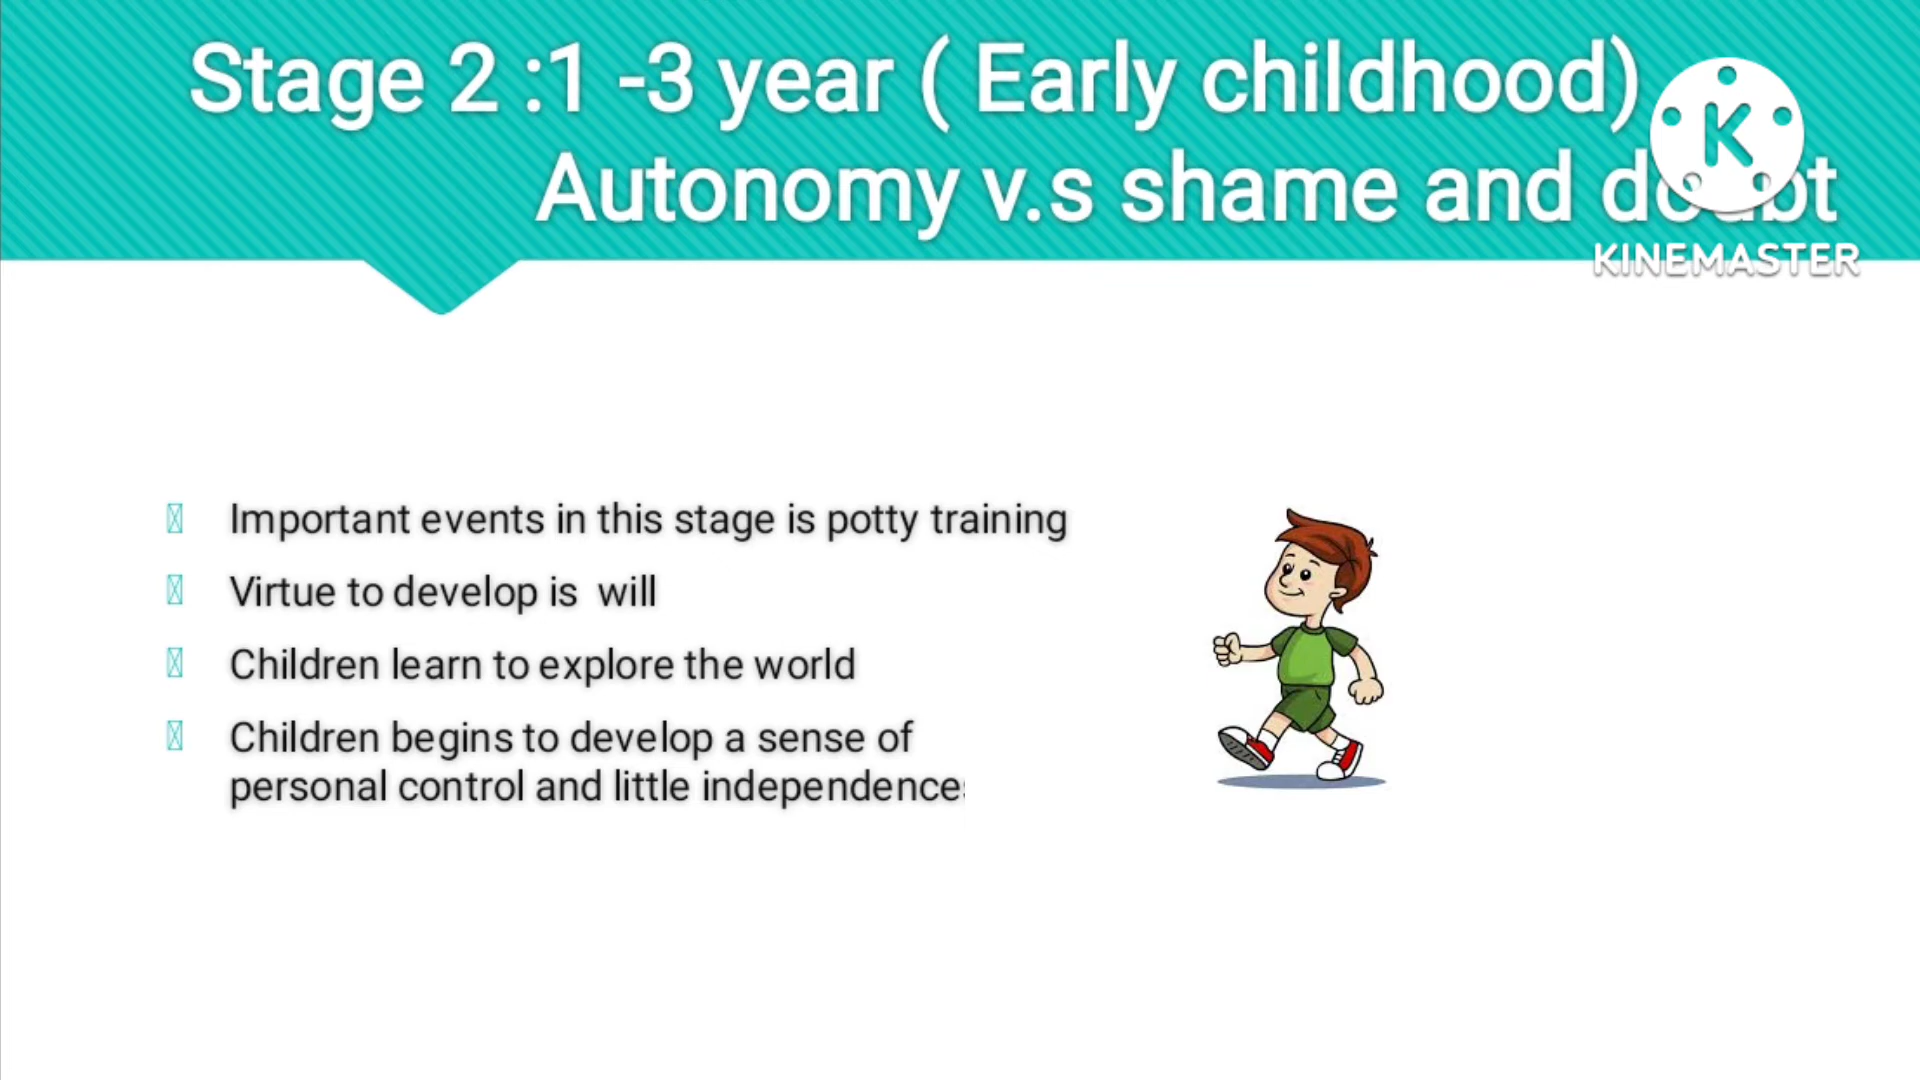 Stage 2 :1 -3 year ( Early childhood)
Autonomy v.s shame and doubt
K
KINEMASTER
Important events in this stage is potty training
Virtue to develop is will
Children learn to explore the world
Children begins to develop a sense of
personal control and little independence